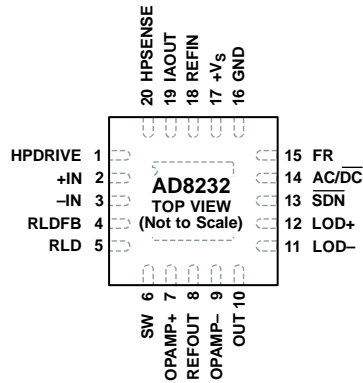 20 HPSENSE
19 IAOUT
18 REFIN
17 +VS
16 GND
HPDRIVE 1
+IN 2
–IN 3
RLDFB 4
RLD 5
AD8232
TOP VIEW
(Not to Scale)
15 FR
14 AC/DC
13 SDN
12 LOD+
11 LOD–
SW 6
OPAMP+ 7
REFOUT 8
OPAMP– 9
OUT 10